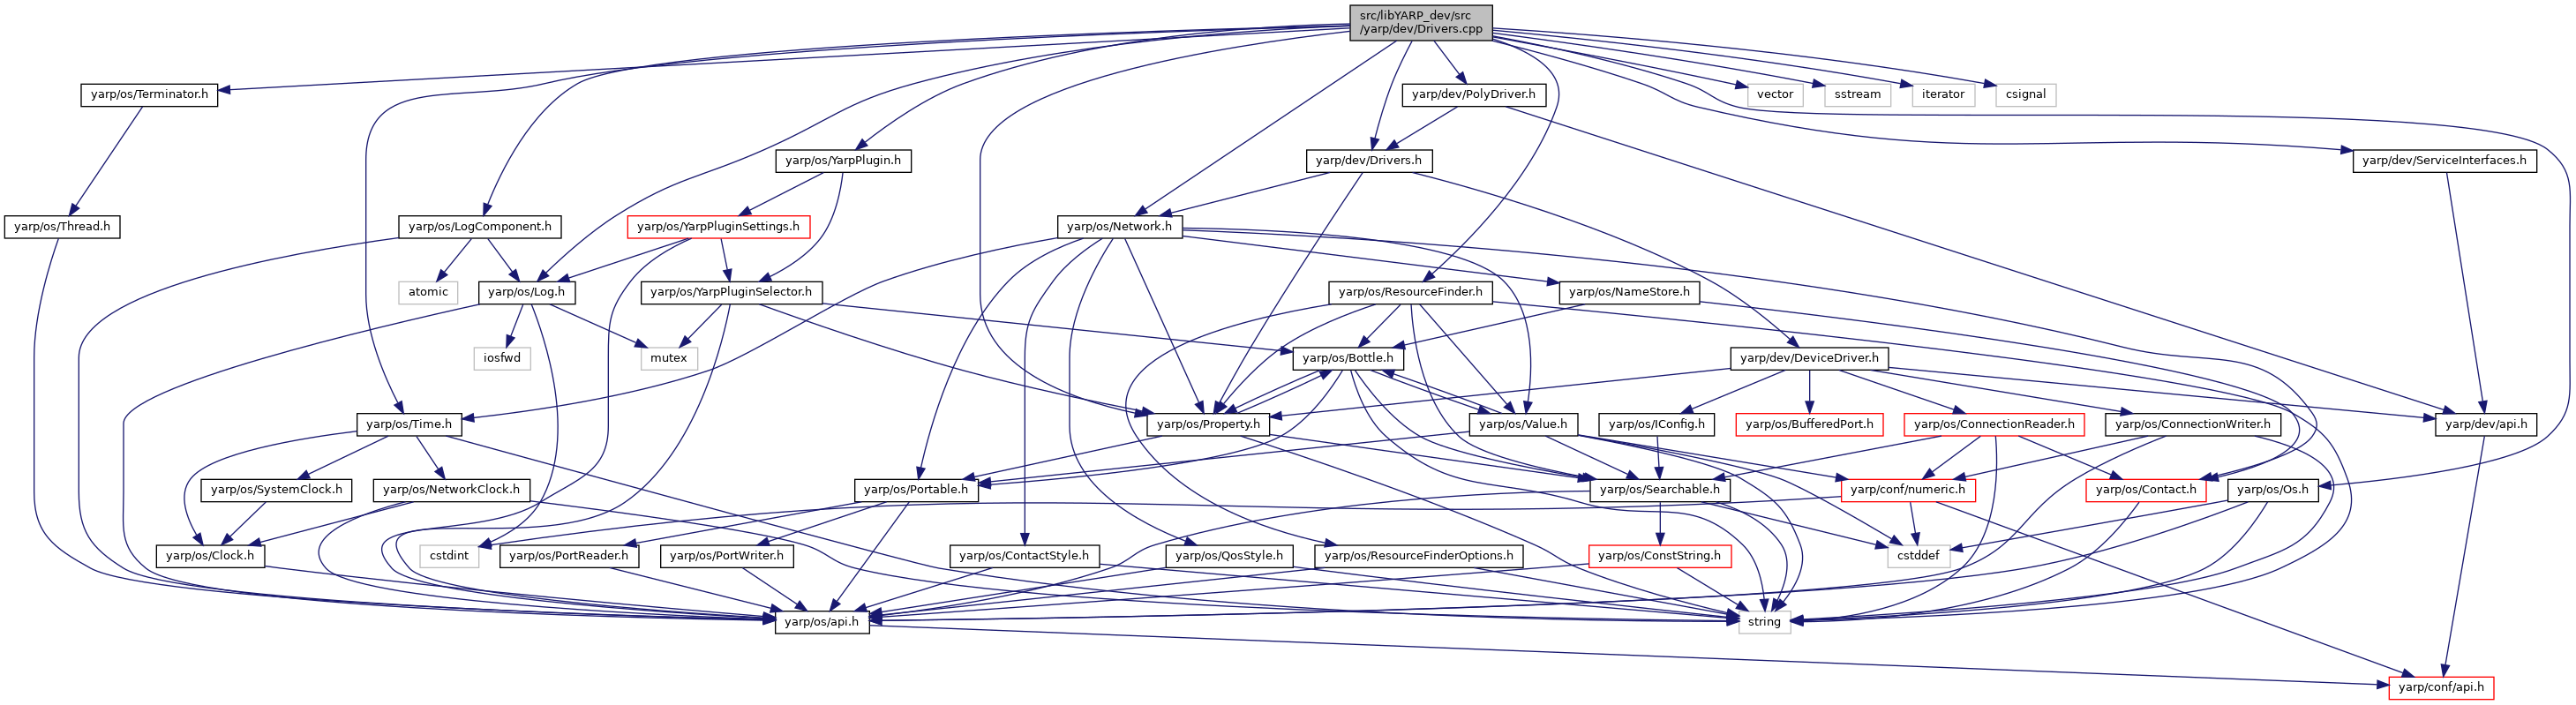 src/libYARP_dev/src
/yarp/dev/Drivers.cpp
yarp/os/Terminator.h
yarp/dev/PolyDriver.h
vector
sstream
iterator
csignal
yarp/os/YarpPlugin.h
yarp/dev/Drivers.h
yarp/dev/ServiceInterfaces.h
yarp/os/Thread.h
yarp/os/LogComponent.h
yarp/os/YarpPluginSettings.h
yarp/os/Network.h
atomic
yarp/os/Log.h
yarp/os/YarpPluginSelector.h
yarp/os/ResourceFinder.h
yarp/os/NameStore.h
iosfwd
mutex
yarp/os/Bottle.h
yarp/dev/DeviceDriver.h
yarp/os/Time.h
yarp/os/Property.h
yarp/os/Value.h
yarp/os/IConfig.h
yarp/os/BufferedPort.h
yarp/os/ConnectionReader.h
yarp/os/ConnectionWriter.h
yarp/dev/api.h
yarp/os/SystemClock.h
yarp/os/NetworkClock.h
yarp/os/Portable.h
yarp/os/Searchable.h
yarp/conf/numeric.h
yarp/os/Contact.h
yarp/os/Os.h
yarp/os/Clock.h
cstdint
yarp/os/PortReader.h
yarp/os/PortWriter.h
yarp/os/ContactStyle.h
yarp/os/QosStyle.h
yarp/os/ResourceFinderOptions.h
yarp/os/ConstString.h
cstddef
yarp/os/api.h
string
yarp/conf/api.h